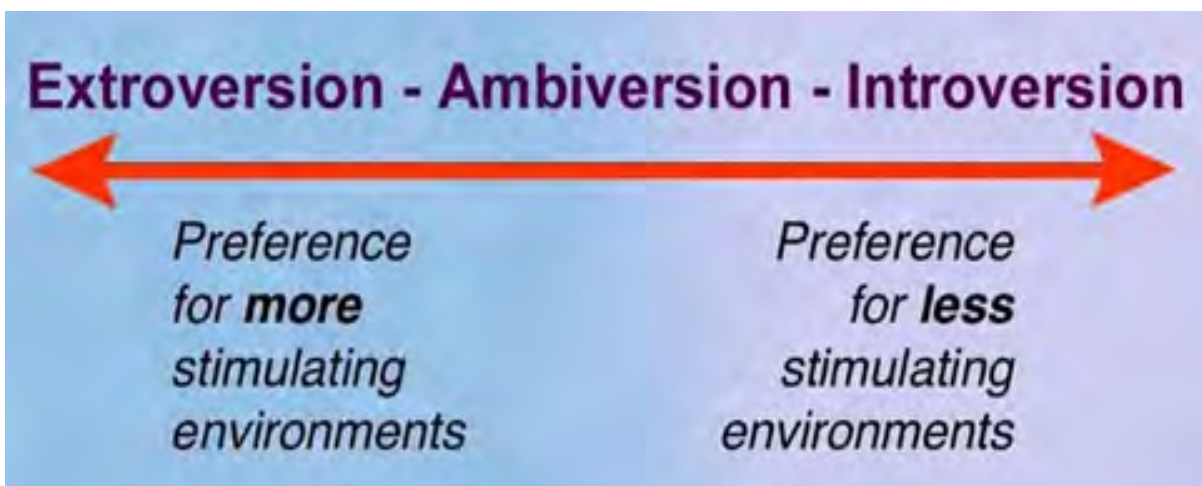 Extroversion - Ambiversion - Introversion
Preference
for more
stimulating
environments
Preference
for less
stimulating
environments